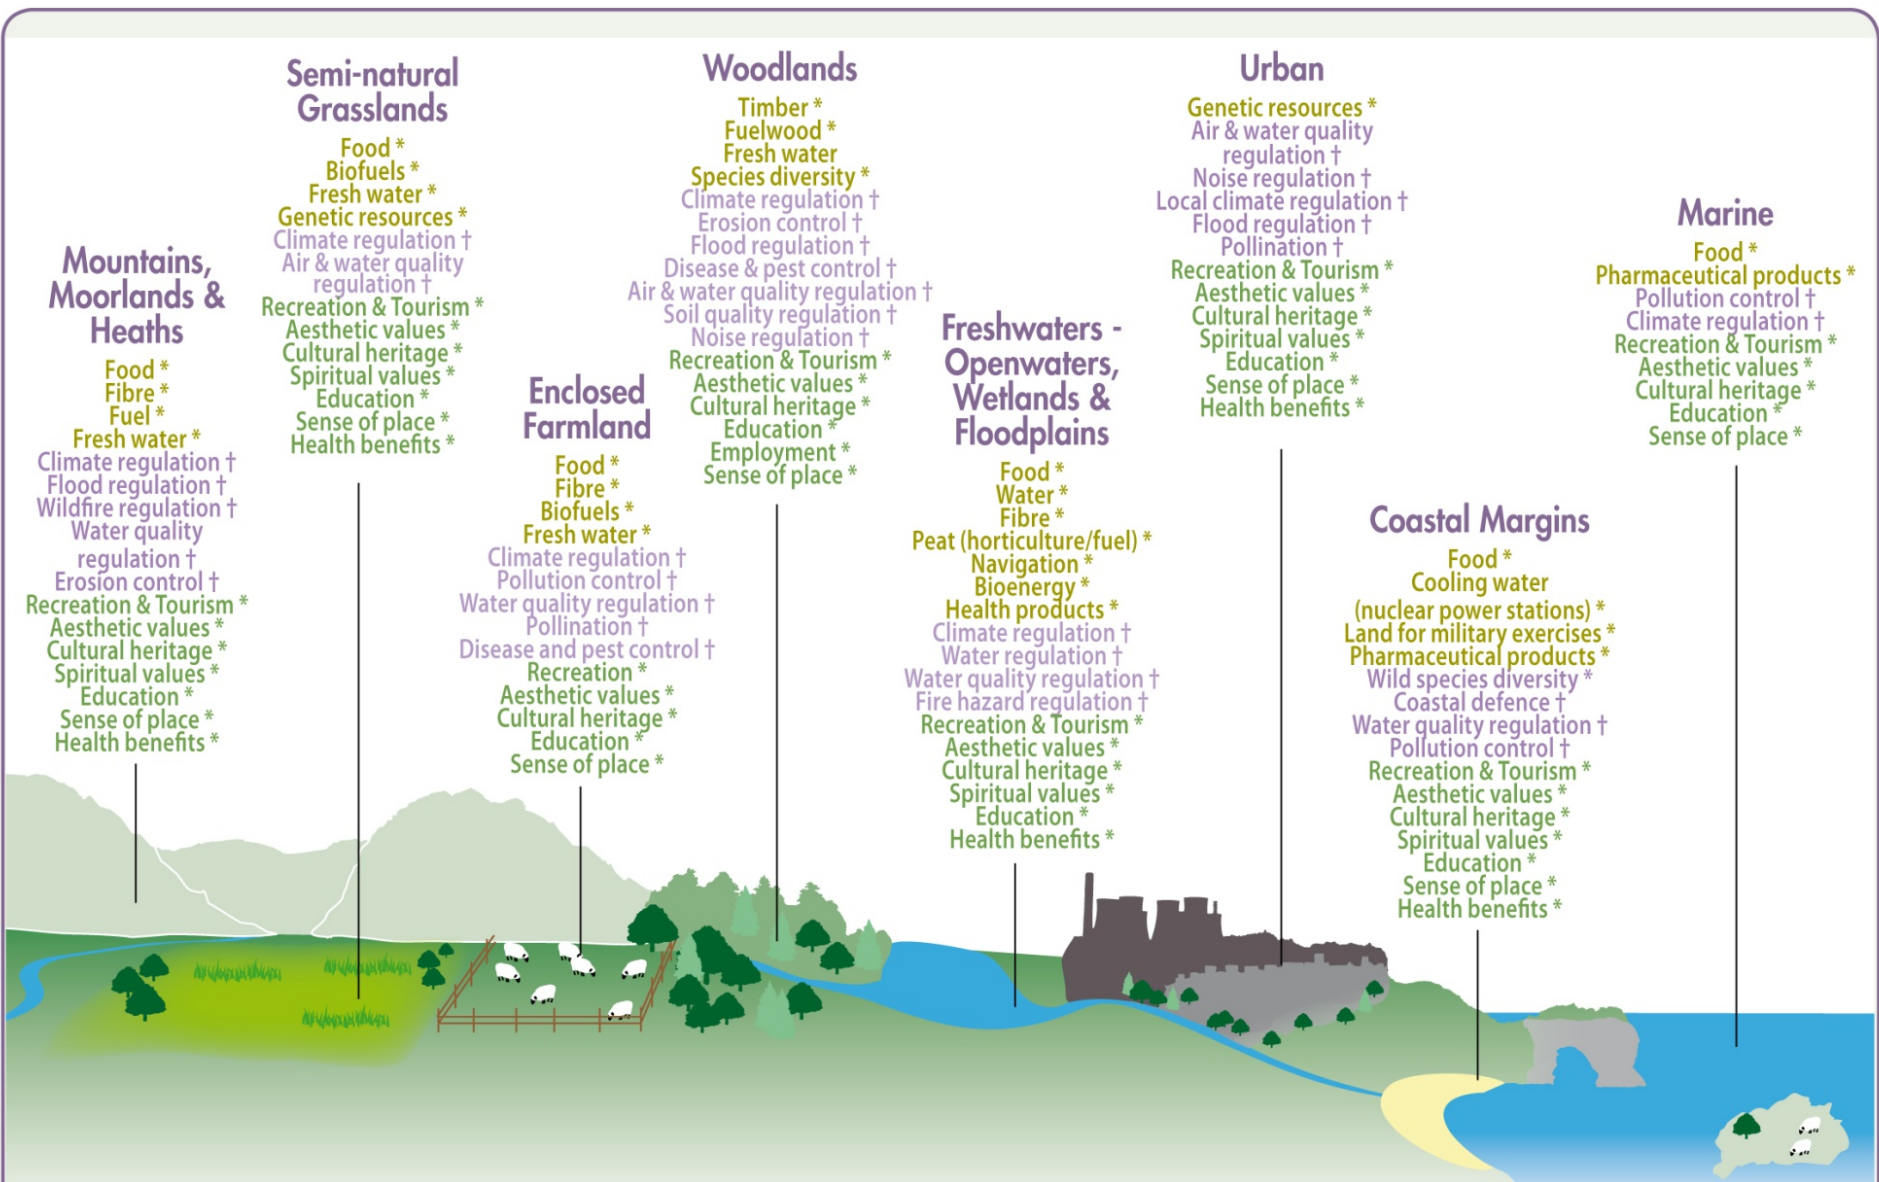 Mountains,
Moorlands &
Heaths
Food *
Fibre *
Fuel *
Fresh water *
Climate regulation †
Flood regulation †
Wildfire regulation †
Water quality
regulation †
Erosion control †
Recreation & Tourism *
Aesthetic values *
Cultural heritage *
Spiritual values *
Education *
Sense of place *
Health benefits *
Semi-natural
Grasslands
Food *
Biofuels *
Fresh water *
Genetic resources *
Climate regulation †
Air & water quality
regulation †
Recreation & Tourism *
Aesthetic values *
Cultural heritage *
Spiritual values *
Education *
Sense of place *
Health benefits *
Enclosed
Farmland
Food *
Fibre *
Biofuels *
Fresh water *
Climate regulation †
Pollution control †
Water quality regulation †
Pollination †
Disease and pest control †
Recreation *
Aesthetic values *
Cultural heritage *
Education *
Sense of place *
Woodlands
Timber *
Fuelwood *
Fresh water
Species diversity *
Climate regulation †
Erosion control †
Flood regulation †
Disease & pest control †
Air & water quality regulation †
Soil quality regulation †
Noise regulation †
Recreation & Tourism *
Aesthetic values *
Cultural heritage *
Education *
Employment *
Sense of place *
Freshwaters -
Openwaters,
Wetlands &
Floodplains
Food *
Water *
Fibre *
Peat (horticulture/fuel) *
Navigation *
Bioenergy *
Health products *
Climate regulation †
Water regulation †
Water quality regulation †
Fire hazard regulation †
Recreation & Tourism *
Aesthetic values *
Cultural heritage *
Spiritual values *
Education *
Health benefits *
Urban
Genetic resources *
Air & water quality
regulation †
Noise regulation †
Local climate regulation †
Flood regulation †
Pollination †
Recreation & Tourism *
Aesthetic values *
Cultural heritage *
Spiritual values *
Education *
Sense of place *
Health benefits *
Coastal Margins
Food *
Cooling water
(nuclear power stations) *
Land for military exercises *
Pharmaceutical products *
Wild species diversity *
Coastal defence †
Water quality regulation †
Pollution control †
Recreation & Tourism *
Aesthetic values *
Cultural heritage *
Spiritual values *
Education *
Sense of place *
Health benefits *
Marine
Food *
Pharmaceutical products *
Pollution control †
Climate regulation †
Recreation & Tourism *
Aesthetic values *
Cultural heritage *
Education *
Sense of place *